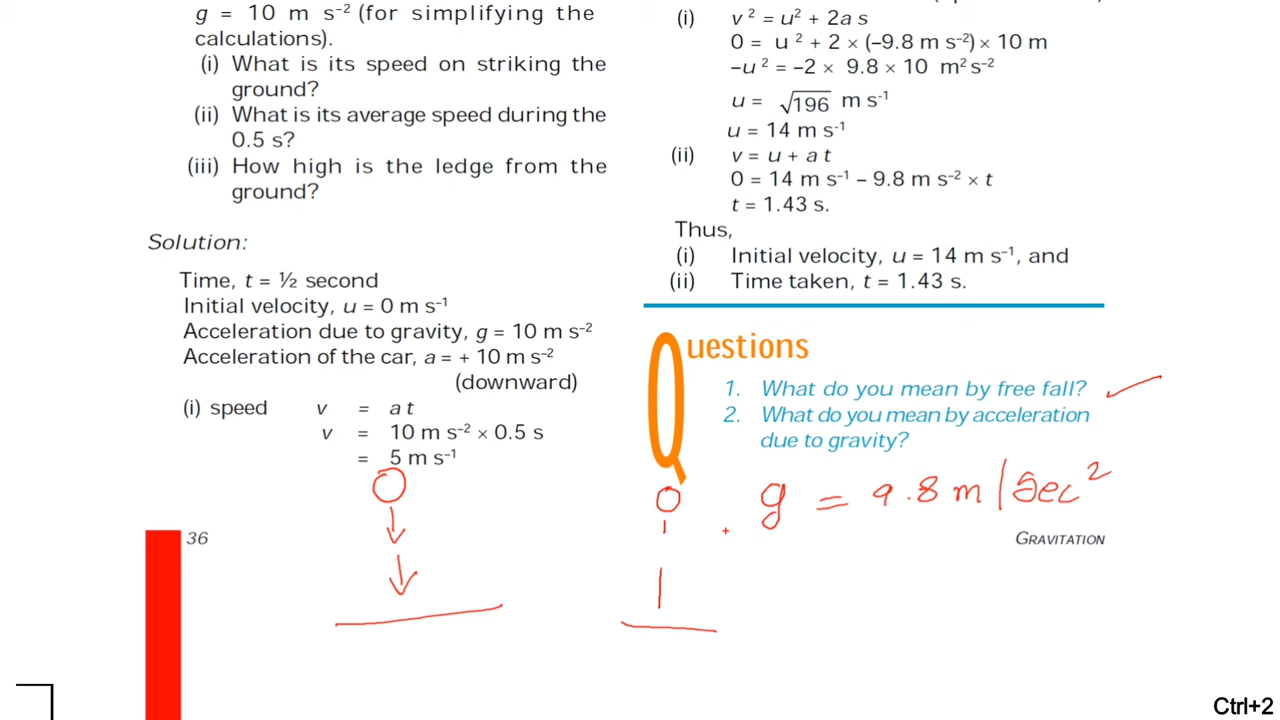 g = 10 m s⁻² (for simplifying the
calculations).
(i) What is its speed on striking the
ground?
(ii) What is its average speed during the
0.5 s?
(iii) How high is the ledge from the
ground?
Solution:
Time, t = ½ second
Initial velocity, u = 0 m s⁻¹
Acceleration due to gravity, g = 10 m s⁻²
Acceleration of the car, a = + 10 m s⁻²
(downward)
(i) speed v = a t
v = 10 m s⁻² × 0.5 s
= 5 m s⁻¹
36
(i) v² = u² + 2a s
0 = u² + 2 × (–9.8 m s⁻²) × 10 m
–u² = –2 × 9.8 × 10 m² s⁻²
u = √196 m s⁻¹
u = 14 m s⁻¹
(ii) v = u + a t
0 = 14 m s⁻¹ – 9.8 m s⁻² × t
t = 1.43 s.
Thus,
(i) Initial velocity, u = 14 m s⁻¹, and
(ii) Time taken, t = 1.43 s.
Questions
1. What do you mean by free fall?
2. What do you mean by acceleration
due to gravity?
g = 9.8 m/sec²
GRAVITATION
Ctrl+2